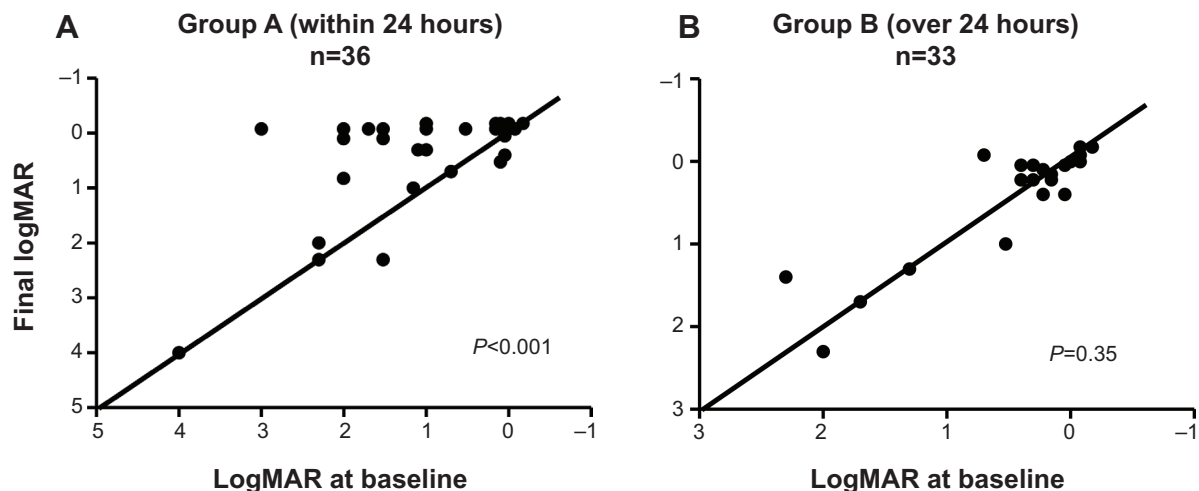 A
Group A (within 24 hours)
n=36
–1
0
1
2
3
4
5
Final logMAR
P<0.001
5 4 3 2 1 0 –1
LogMAR at baseline
B
Group B (over 24 hours)
n=33
–1
0
1
2
3
P=0.35
3 2 1 0 –1
LogMAR at baseline